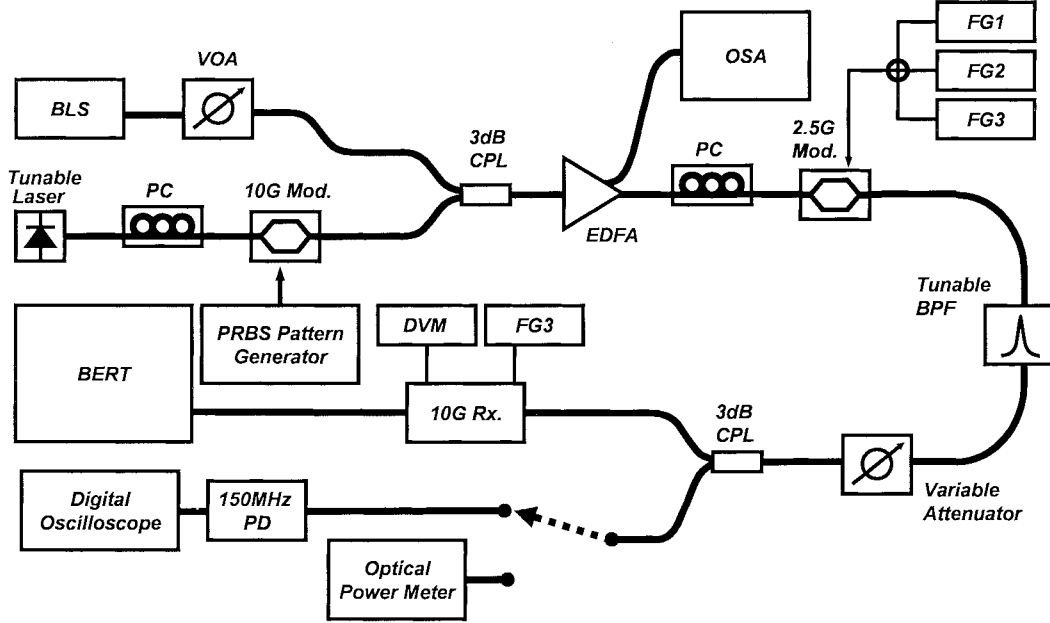 FG1
VOA
OSA
FG2
BLS
FG3
3dB
CPL
PC
2.5G
Mod.
Tunable
Laser
PC
10G Mod.
EDFA
Tunable
BPF
PRBS Pattern
Generator
DVM
FG3
BERT
10G Rx.
3dB
CPL
Digital
Oscilloscope
150MHz
PD
Variable
Attenuator
Optical
Power Meter